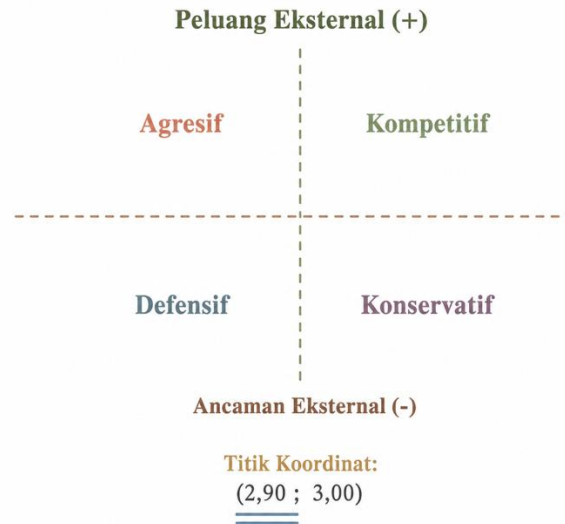 Peluang Eksternal (+)
Agresif
Kompetitif
Defensif
Konservatif
Ancaman Eksternal (-)
Titik Koordinat:
(2,90 ; 3,00)